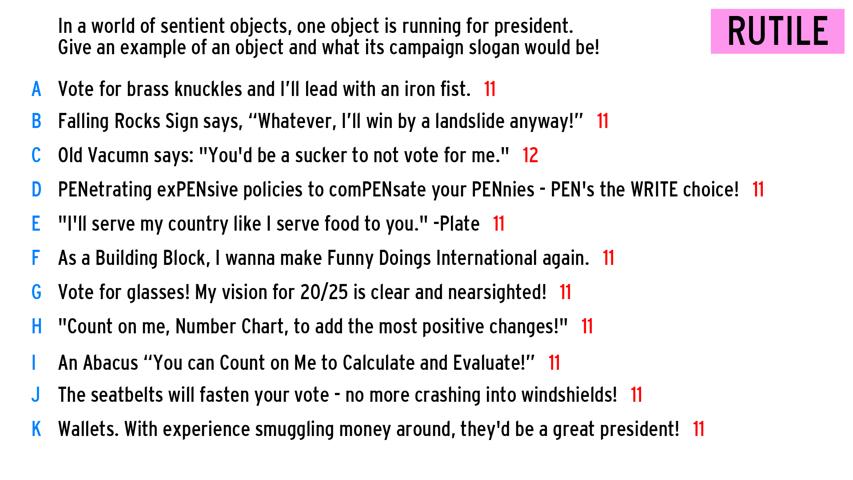 In a world of sentient objects, one object is running for president.
Give an example of an object and what its campaign slogan would be!
RUTILE
A Vote for brass knuckles and I’ll lead with an iron fist. 11
B Falling Rocks Sign says, “Whatever, I’ll win by a landslide anyway!” 11
C Old Vacumn says: "You'd be a sucker to not vote for me." 12
D PENetrating exPENsive policies to comPENsate your PENnies - PEN's the WRITE choice! 11
E "I'll serve my country like I serve food to you." -Plate 11
F As a Building Block, I wanna make Funny Doings International again. 11
G Vote for glasses! My vision for 20/25 is clear and nearsighted! 11
H "Count on me, Number Chart, to add the most positive changes!" 11
I An Abacus “You can Count on Me to Calculate and Evaluate!” 11
J The seatbelts will fasten your vote - no more crashing into windshields! 11
K Wallets. With experience smuggling money around, they'd be a great president! 11